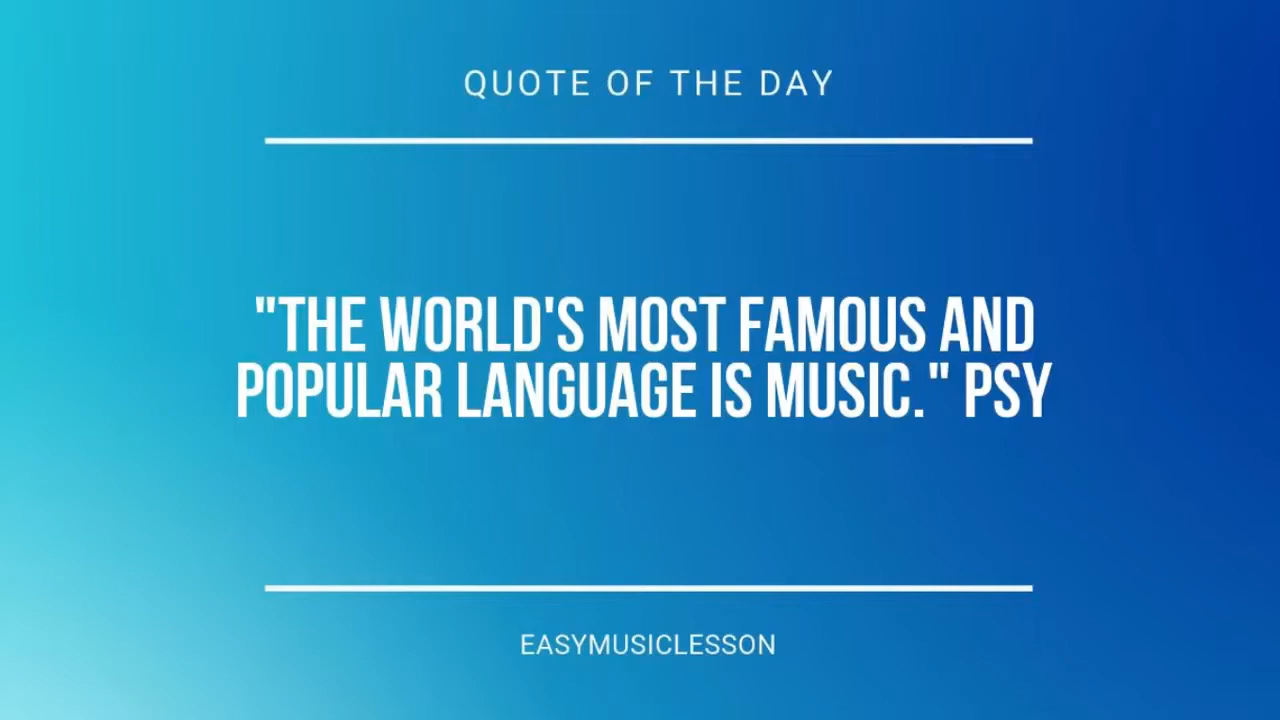 QUOTE OF THE DAY
"THE WORLD'S MOST FAMOUS AND
POPULAR LANGUAGE IS MUSIC." PSY
EASYMUSICLESSON